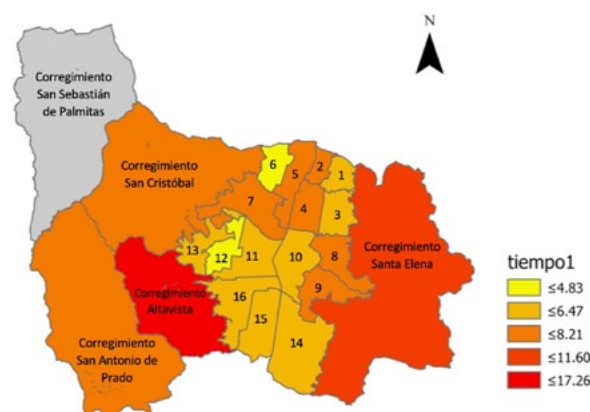 N
Corregimiento
San Sebastián
de Palmitas
Corregimiento
San Cristóbal
6
5
2
1
7
4
3
Corregimiento
Santa Elena
13
12
11
10
8
9
Corregimiento
Altavista
16
15
14
Corregimiento
San Antonio de
Prado
tiempo1
≤4.83
≤6.47
≤8.21
≤11.60
≤17.26